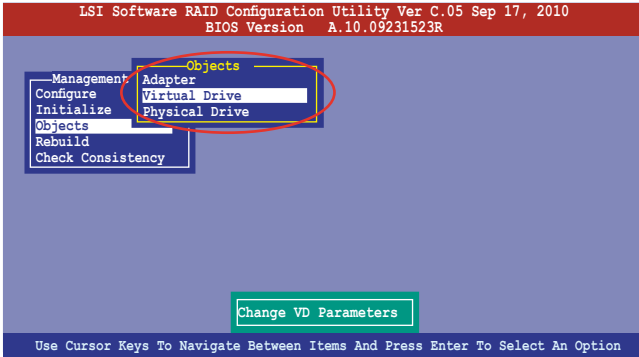 LSI Software RAID Configuration Utility Ver C.05 Sep 17, 2010
BIOS Version A.10.09231523R
Management
Configure
Initialize
Objects
Rebuild
Check Consistency
Objects
Adapter
Virtual Drive
Physical Drive
Change VD Parameters
Use Cursor Keys To Navigate Between Items And Press Enter To Select An Option